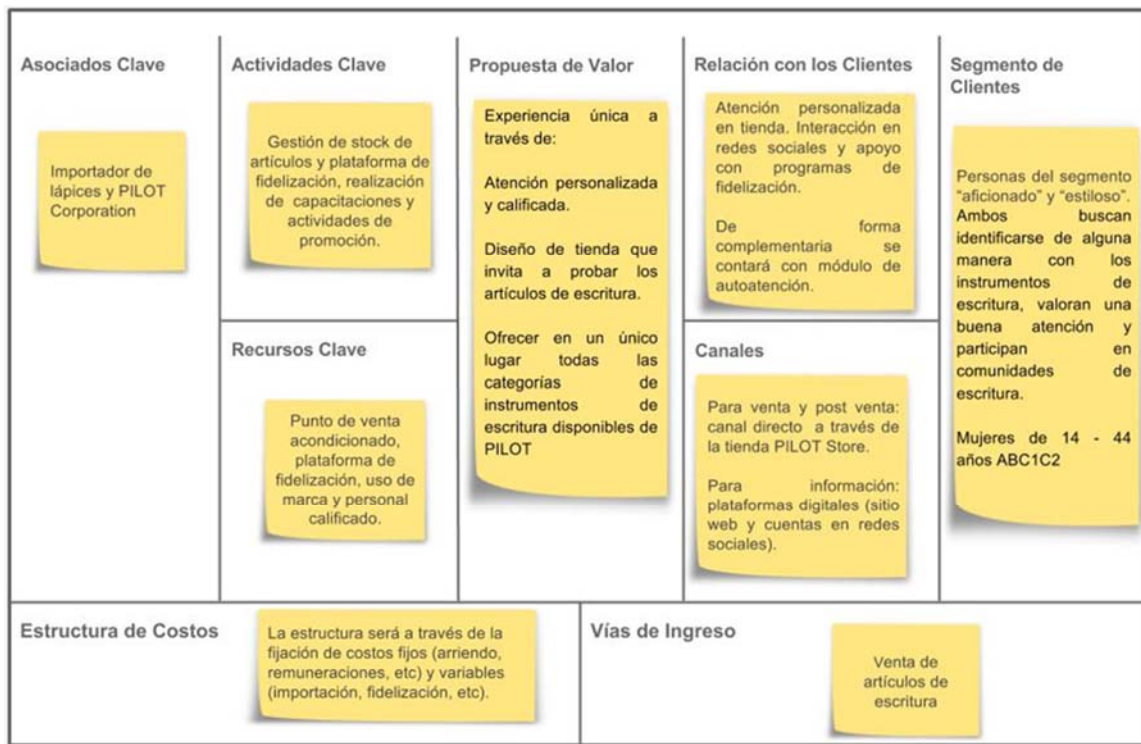 Asociados Clave
Importador de
lápices y PILOT
Corporation
Actividades Clave
Gestión de stock de
artículos y plataforma de
fidelización, realización
de capacitaciones y
actividades de
promoción.
Recursos Clave
Punto de venta
acondicionado,
plataforma de
fidelización, uso de
marca y personal
calificado.
Propuesta de Valor
Experiencia única a
través de:
Atención personalizada
y calificada.
Diseño de tienda que
invita a probar los
artículos de escritura.
Ofrecer en un único
lugar todas las
categorías de
instrumentos de
escritura disponibles de
PILOT
Relación con los Clientes
Atención personalizada
en tienda. Interacción en
redes sociales y apoyo
con programas de
fidelización.
De forma
complementaria se
contará con módulo de
autoatención.
Canales
Para venta y post venta:
canal directo a través de
la tienda PILOT Store.
Para información:
plataformas digitales (sitio
web y cuentas en redes
sociales).
Segmento de
Clientes
Personas del segmento
“aficionado” y “estiloso”.
Ambos buscan
identificarse de alguna
manera con los
instrumentos de
escritura, valoran una
buena atención y
participan en
comunidades de
escritura.
Mujeres de 14 - 44
años ABC1C2
Estructura de Costos
La estructura será a través de la
fijación de costos fijos (arriendo,
remuneraciones, etc) y variables
(importación, fidelización, etc).
Vías de Ingreso
Venta de
artículos de
escritura